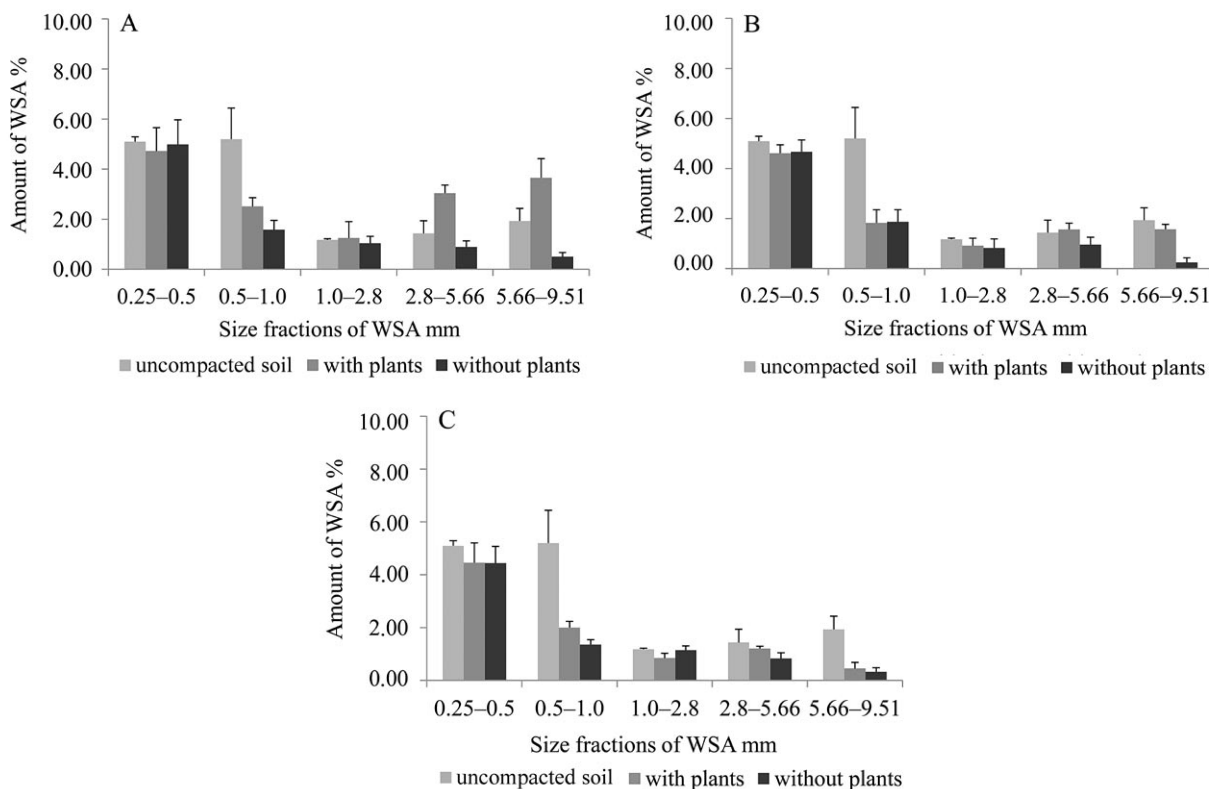 A
Amount of WSA %
10.00
8.00
6.00
4.00
2.00
0.00
0.25–0.5 0.5–1.0 1.0–2.8 2.8–5.66 5.66–9.51
Size fractions of WSA mm
uncompacted soil with plants without plants
B
Amount of WSA %
10.00
8.00
6.00
4.00
2.00
0.00
0.25–0.5 0.5–1.0 1.0–2.8 2.8–5.66 5.66–9.51
Size fractions of WSA mm
uncompacted soil with plants without plants
C
Amount of WSA %
10.00
8.00
6.00
4.00
2.00
0.00
0.25–0.5 0.5–1.0 1.0–2.8 2.8–5.66 5.66–9.51
Size fractions of WSA mm
uncompacted soil with plants without plants